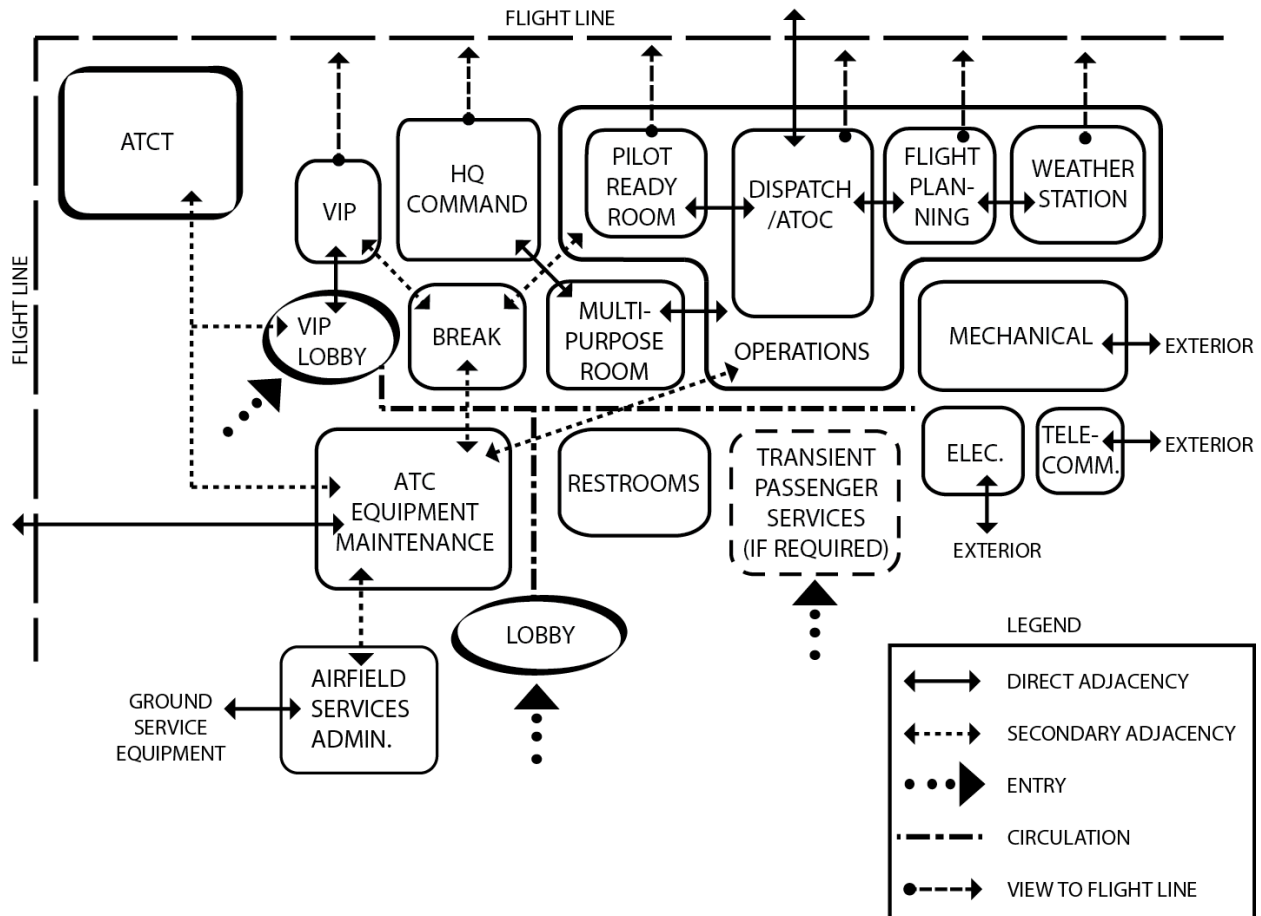 FLIGHT LINE
FLIGHT LINE
ATCT
VIP
HQ
COMMAND
PILOT
READY
ROOM
DISPATCH
/ATOC
FLIGHT
PLAN-
NING
WEATHER
STATION
VIP
LOBBY
BREAK
MULTI-
PURPOSE
ROOM
OPERATIONS
MECHANICAL
EXTERIOR
ATC
EQUIPMENT
MAINTENANCE
RESTROOMS
TRANSIENT
PASSENGER
SERVICES
(IF REQUIRED)
ELEC.
EXTERIOR
TELE-
COMM.
EXTERIOR
LOBBY
GROUND
SERVICE
EQUIPMENT
AIRFIELD
SERVICES
ADMIN.
LEGEND
DIRECT ADJACENCY
SECONDARY ADJACENCY
ENTRY
CIRCULATION
VIEW TO FLIGHT LINE